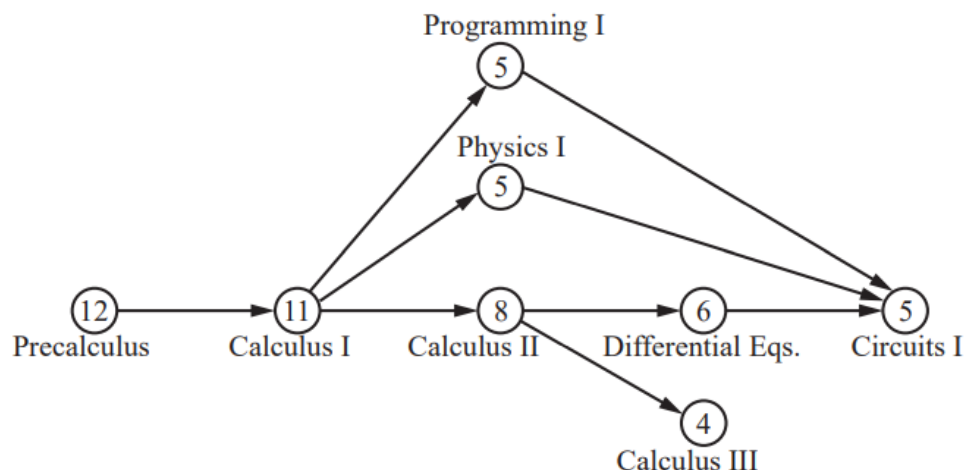 Programming I
5
Physics I
5
12
11
8
6
5
Precalculus
Calculus I
Calculus II
Differential Eqs.
Circuits I
4
Calculus III